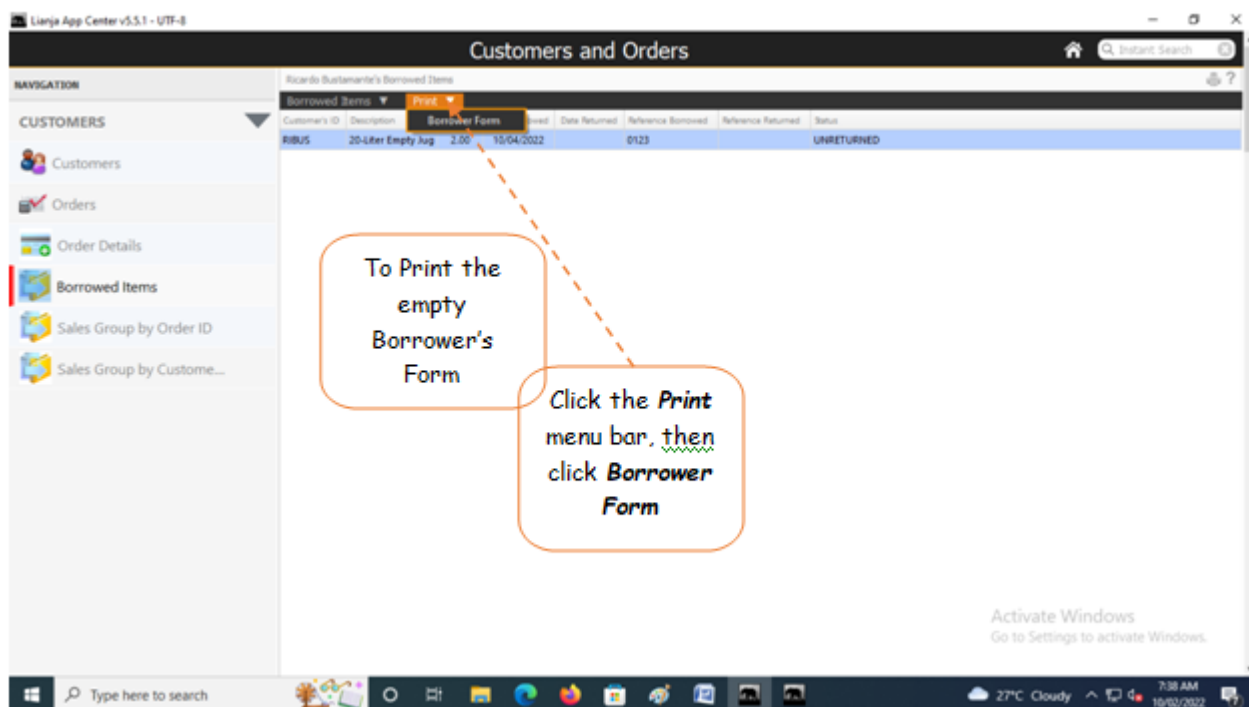 Lianja App Center v5.5.1 - UTF-8
Customers and Orders
Instant Search
NAVIGATION
Ricardo Bustamante's Borrowed Items
?
Borrowed Items
Print
CUSTOMERS
Customer's ID Description Borrower Form Date Returned Reference Borrowed Reference Returned Status
RIBUS 20-Liter Empty Jug 2.00 10/04/2022 0123 UNRETURNED
Customers
Orders
Order Details
Borrowed Items
Sales Group by Order ID
Sales Group by Custome...
To Print the
empty
Borrower's
Form
Click the Print
menu bar, then
click Borrower
Form
Activate Windows
Go to Settings to activate Windows.
Type here to search
27°C Cloudy
7:38 AM
10/02/2022